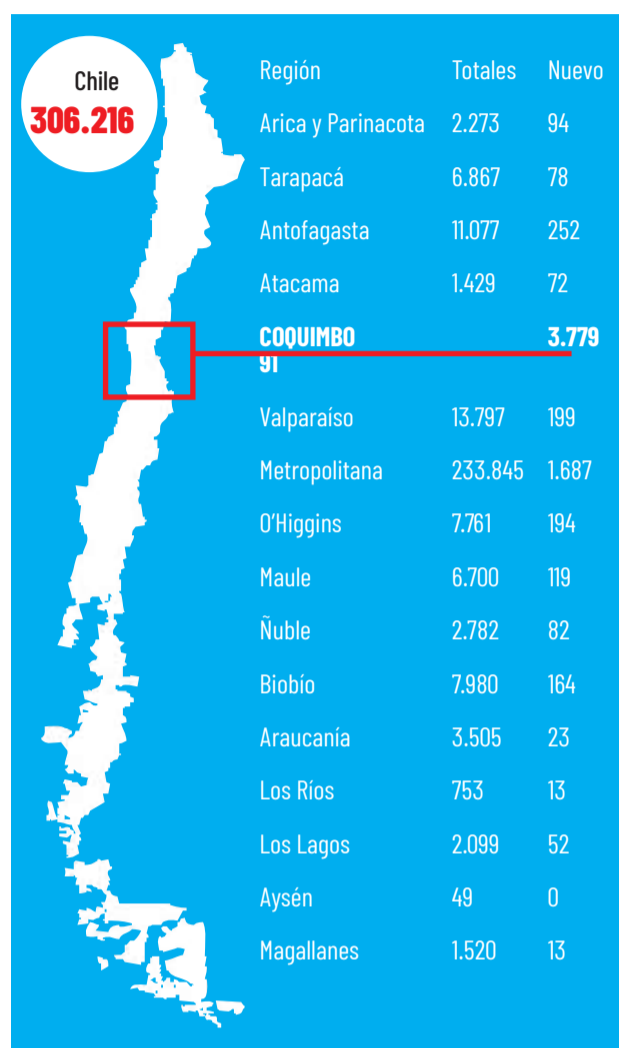 Chile
306.216
Región Totales Nuevo
Arica y Parinacota 2.273 94
Tarapacá 6.867 78
Antofagasta 11.077 252
Atacama 1.429 72
COQUIMBO 3.779
91
Valparaíso 13.797 199
Metropolitana 233.845 1.687
O'Higgins 7.761 194
Maule 6.700 119
Ñuble 2.782 82
Biobío 7.980 164
Araucanía 3.505 23
Los Ríos 753 13
Los Lagos 2.099 52
Aysén 49 0
Magallanes 1.520 13